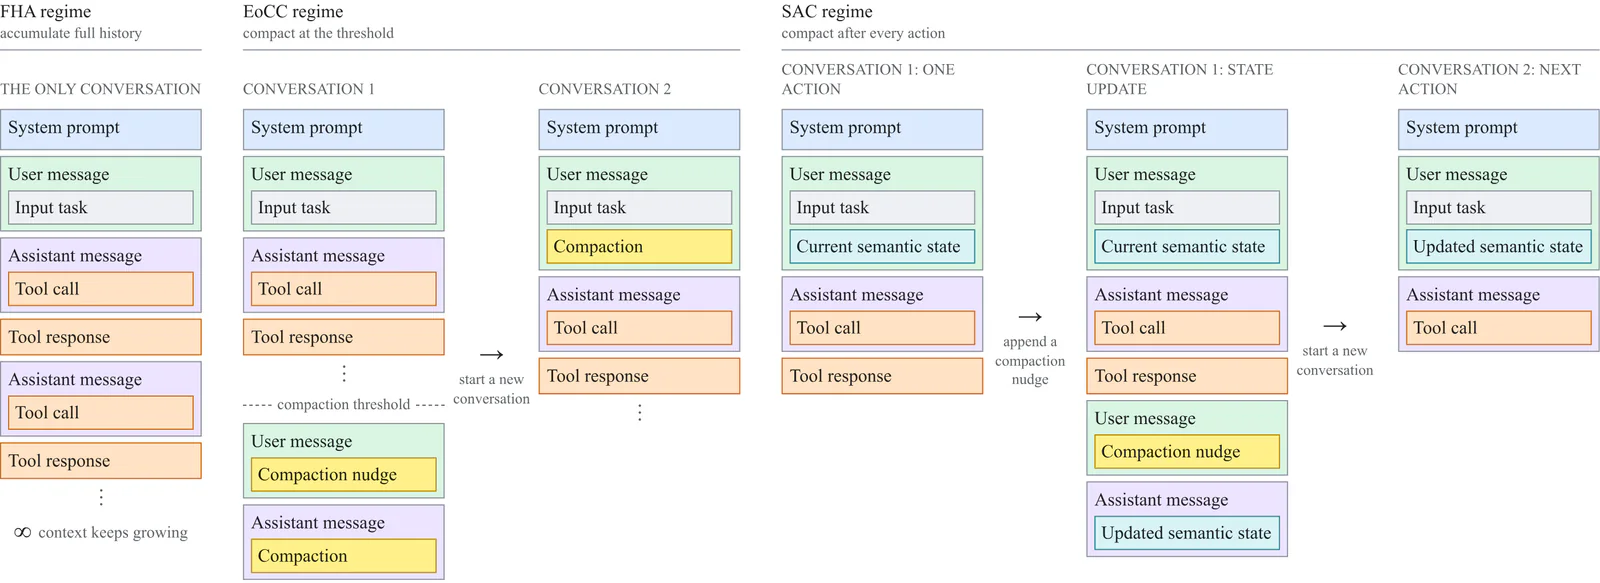 FHA regime
accumulate full history
THE ONLY CONVERSATION
System prompt
User message
Input task
Assistant message
Tool call
Tool response
Assistant message
Tool call
Tool response
⋮
∞ context keeps growing
EoCC regime
compact at the threshold
CONVERSATION 1
System prompt
User message
Input task
Assistant message
Tool call
Tool response
⋮
compaction threshold
User message
Compaction nudge
Assistant message
Compaction
→
start a new
conversation
CONVERSATION 2
System prompt
User message
Input task
Compaction
Assistant message
Tool call
Tool response
⋮
SAC regime
compact after every action
CONVERSATION 1: ONE
ACTION
System prompt
User message
Input task
Current semantic state
Assistant message
Tool call
Tool response
→
append a
compaction
nudge
CONVERSATION 1: STATE
UPDATE
System prompt
User message
Input task
Current semantic state
Assistant message
Tool call
Tool response
User message
Compaction nudge
Assistant message
Updated semantic state
→
start a new
conversation
CONVERSATION 2: NEXT
ACTION
System prompt
User message
Input task
Updated semantic state
Assistant message
Tool call